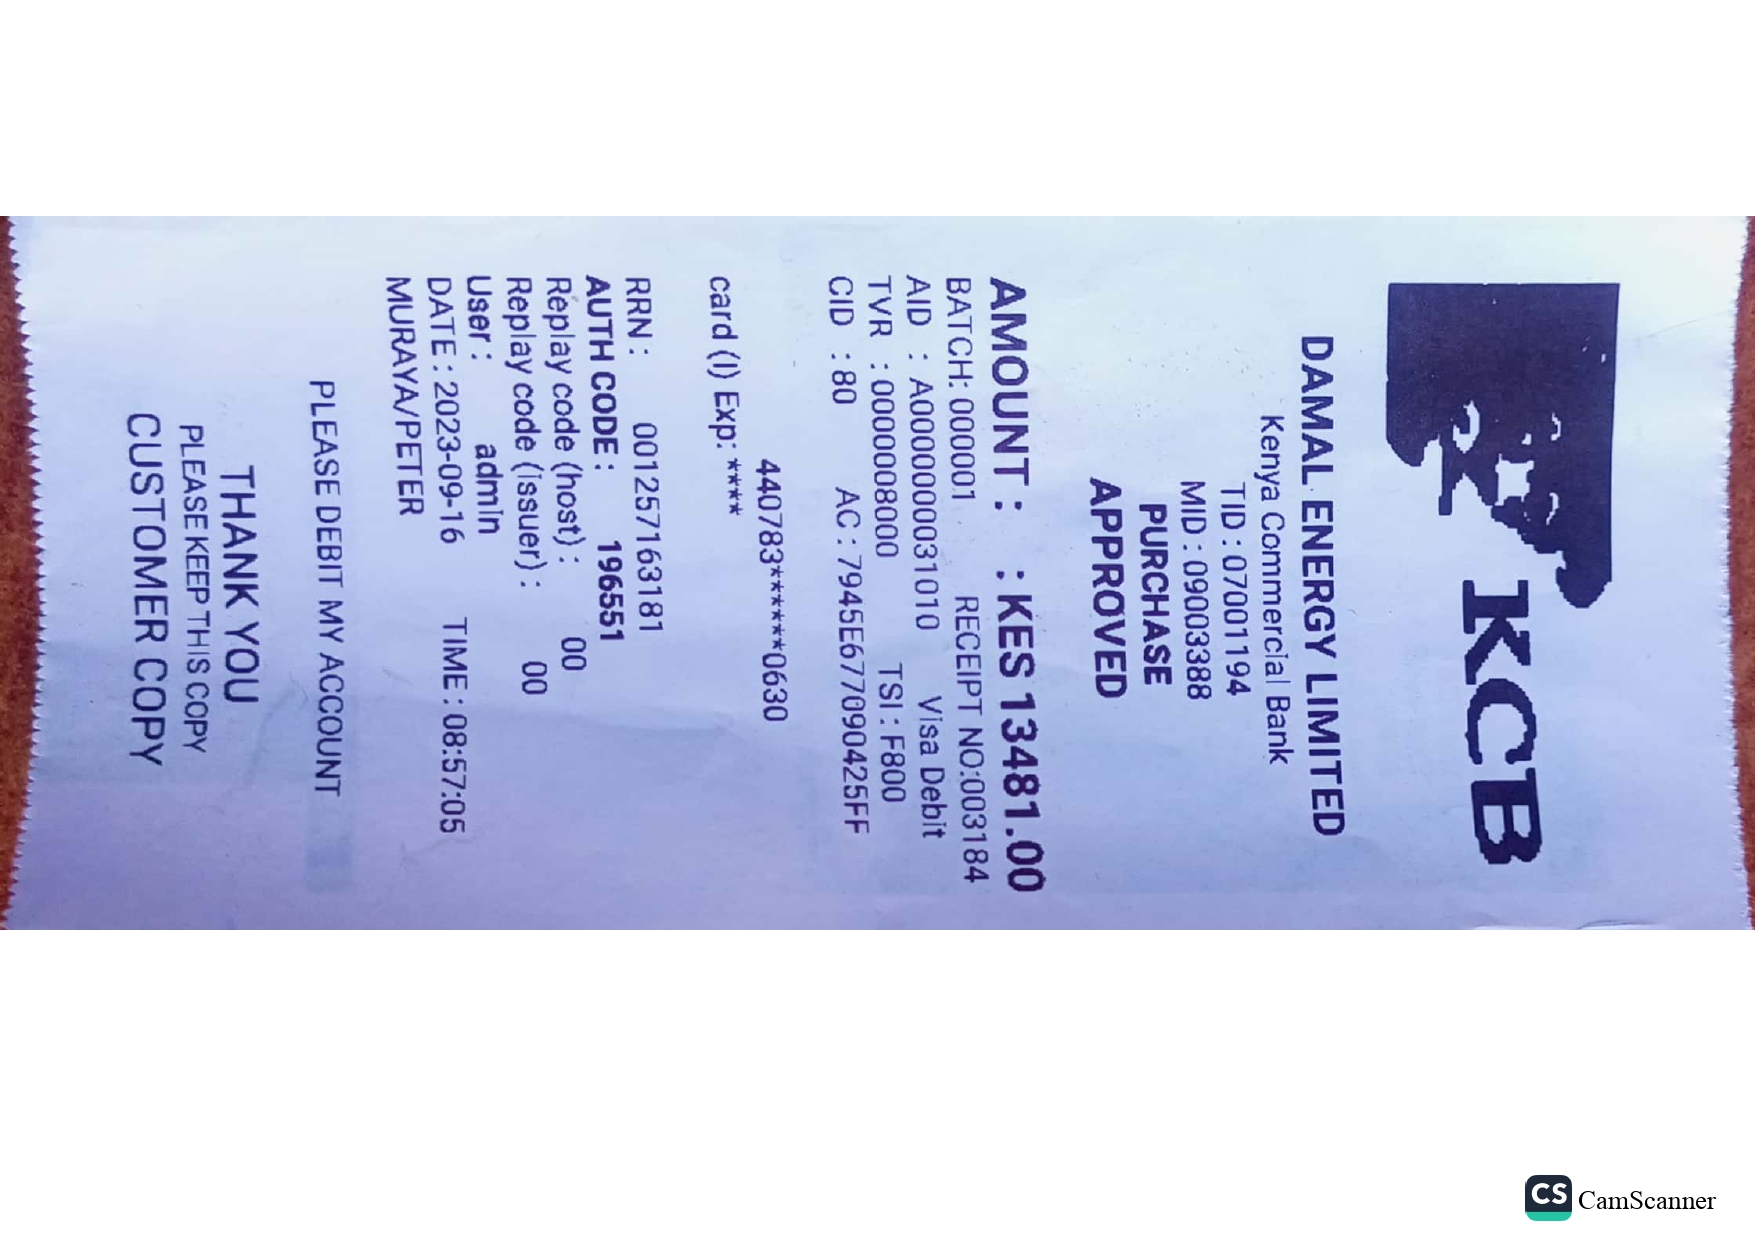 KCB
DAMAL ENERGY LIMITED
Kenya Commercial Bank
TID : 07001194
MID : 09003388
PURCHASE
APPROVED
AMOUNT : : KES 13481.00
BATCH: 000001 RECEIPT NO:003184
AID : A0000000031010 Visa Debit
TVR : 0000008000 TSI : F800
CID : 80 AC : 7945E677090425FF
440783******0630
card (I) Exp: ****
RRN : 001257163181
AUTH CODE : 196551
Replay code (host) : 00
Replay code (issuer) : 00
User : admin
DATE : 2023-09-16 TIME : 08:57:05
MURAYA/PETER
PLEASE DEBIT MY ACCOUNT
THANK YOU
PLEASE KEEP THIS COPY
CUSTOMER COPY
CS CamScanner